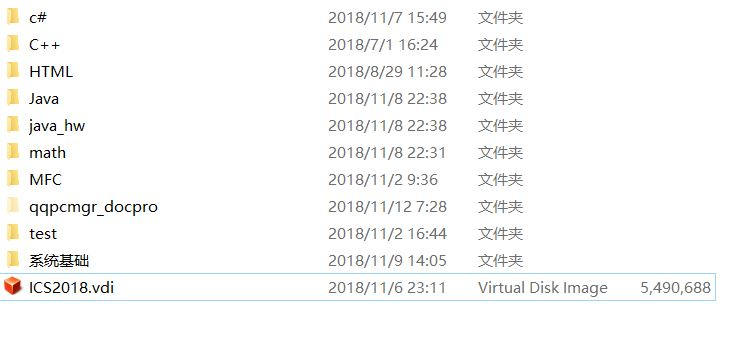 c# 2018/11/7 15:49 文件夹
C++ 2018/7/1 16:24 文件夹
HTML 2018/8/29 11:28 文件夹
Java 2018/11/8 22:38 文件夹
java_hw 2018/11/8 22:38 文件夹
math 2018/11/8 22:31 文件夹
MFC 2018/11/2 9:36 文件夹
qqpcmgr_docpro 2018/11/12 7:28 文件夹
test 2018/11/2 16:44 文件夹
系统基础 2018/11/9 14:05 文件夹
ICS2018.vdi 2018/11/6 23:11 Virtual Disk Image 5,490,688